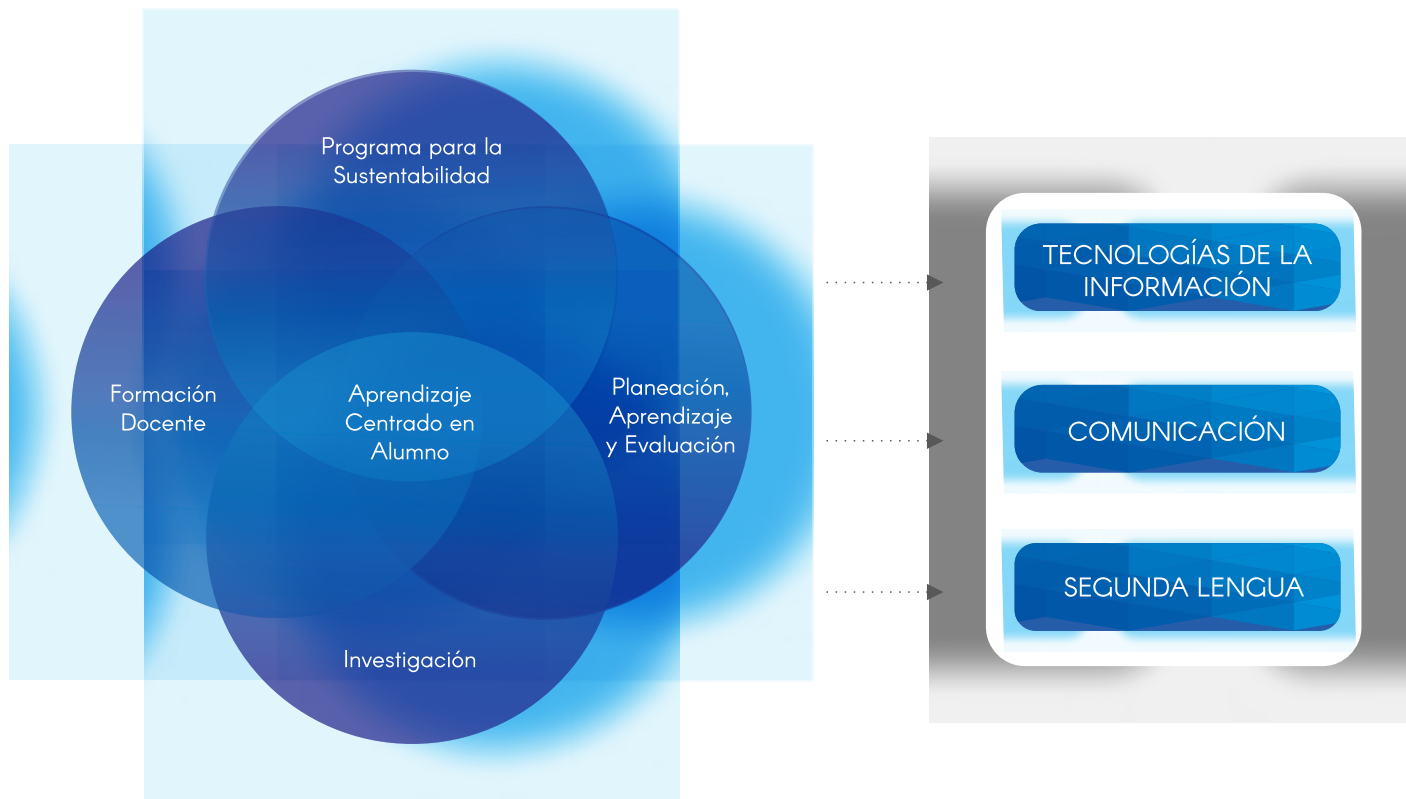 Programa para la
Sustentabilidad
Formación
Docente
Aprendizaje
Centrado en
Alumno
Planeación,
Aprendizaje
y Evaluación
Investigación
TECNOLOGÍAS DE LA
INFORMACIÓN
COMUNICACIÓN
SEGUNDA LENGUA